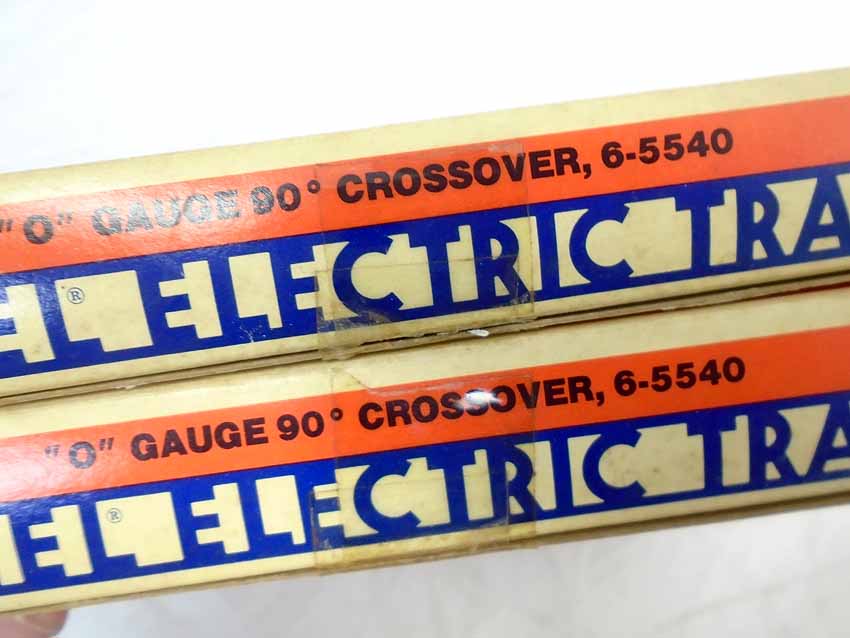 "O" GAUGE 90° CROSSOVER, 6-5540
EL® ELECTRIC TRA
"O" GAUGE 90° CROSSOVER, 6-5540
EL® ELECTRIC TRA